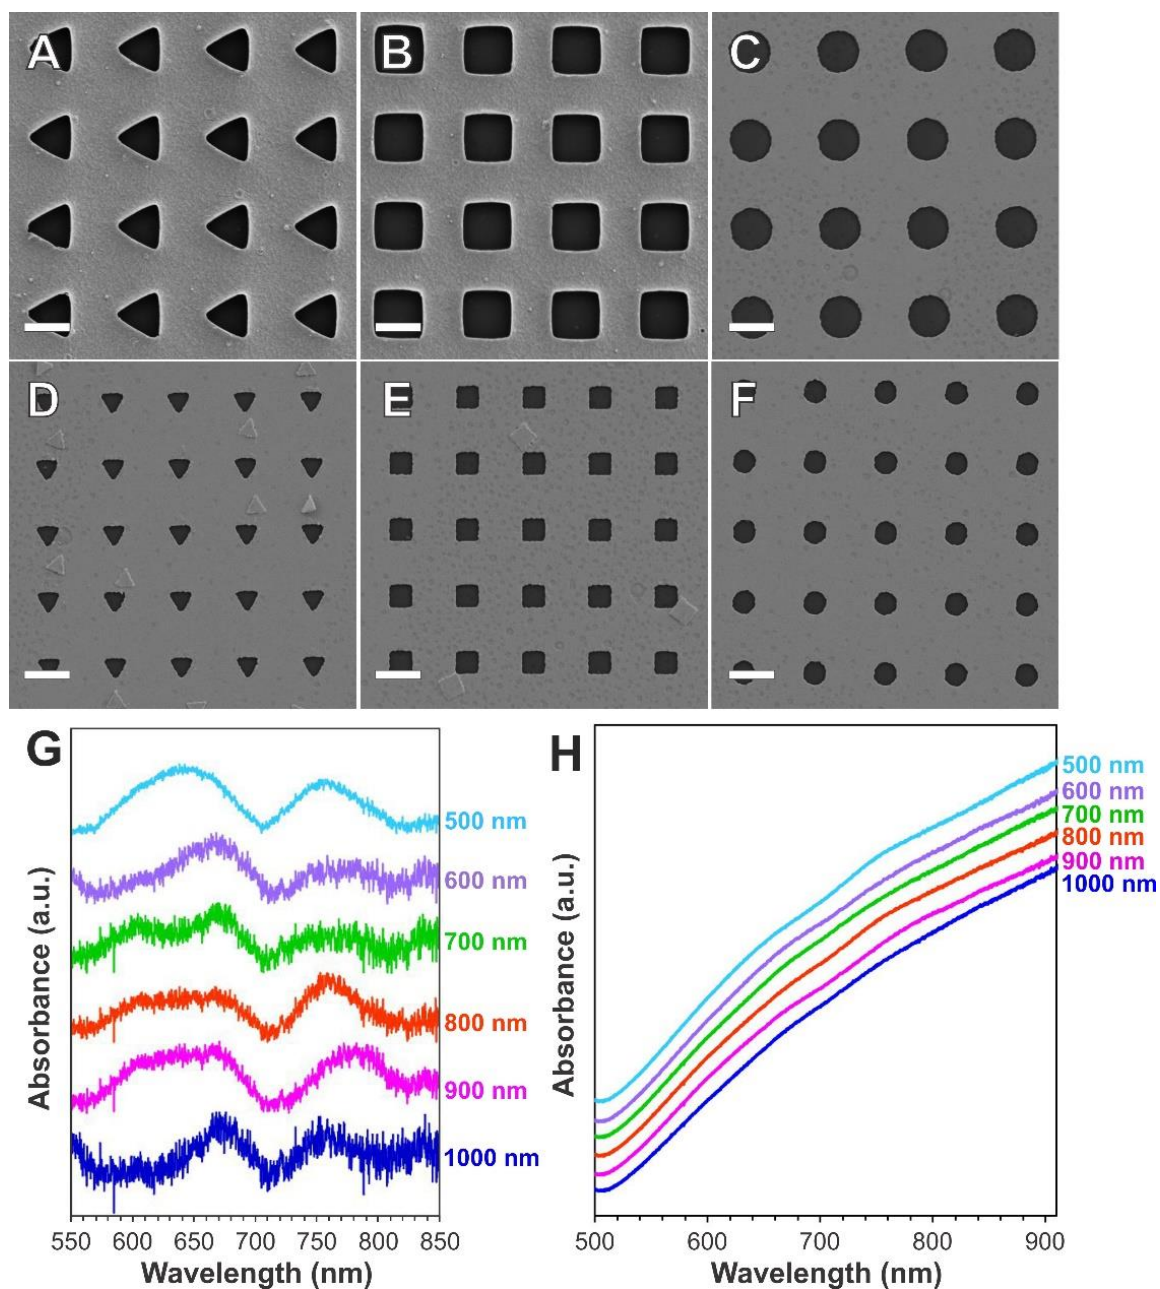 A
B
C
D
E
F
G
H
500 nm
600 nm
700 nm
800 nm
900 nm
1000 nm
500 nm
600 nm
700 nm
800 nm
900 nm
1000 nm
Absorbance (a.u.)
Absorbance (a.u.)
550 600 650 700 750 800 850
500 600 700 800 900
Wavelength (nm)
Wavelength (nm)